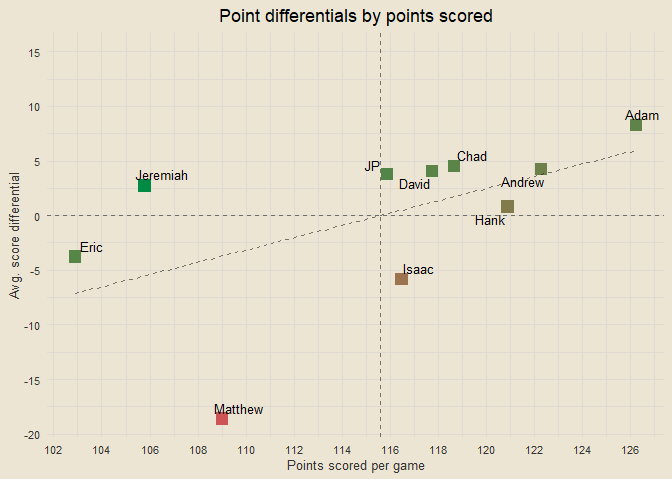 Point differentials by points scored
15
10
5
0
-5
-10
-15
-20
Avg. score differential
Adam
Chad
JP
David
Andrew
Jeremiah
Hank
Eric
Isaac
Matthew
102 104 106 108 110 112 114 116 118 120 122 124 126
Points scored per game